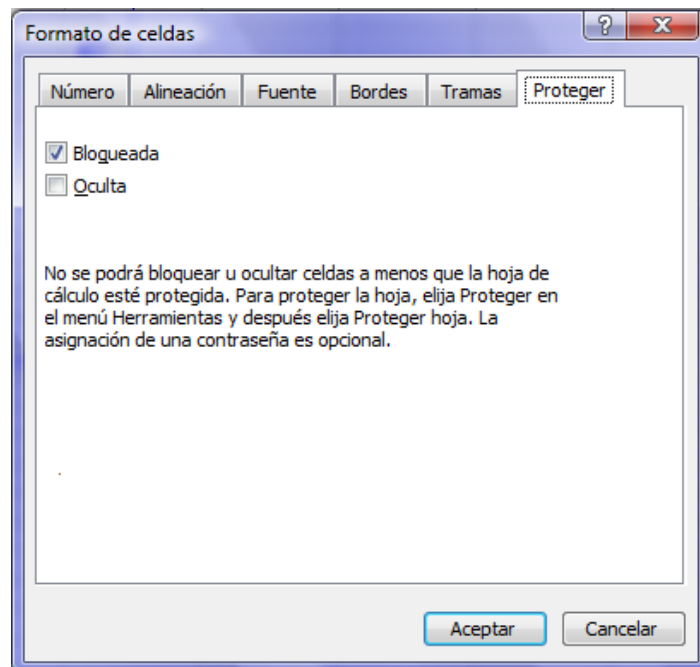 Formato de celdas
Número Alineación Fuente Bordes Tramas Proteger
Bloqueada
Oculta
No se podrá bloquear u ocultar celdas a menos que la hoja de
cálculo esté protegida. Para proteger la hoja, elija Proteger en
el menú Herramientas y después elija Proteger hoja. La
asignación de una contraseña es opcional.
Aceptar Cancelar